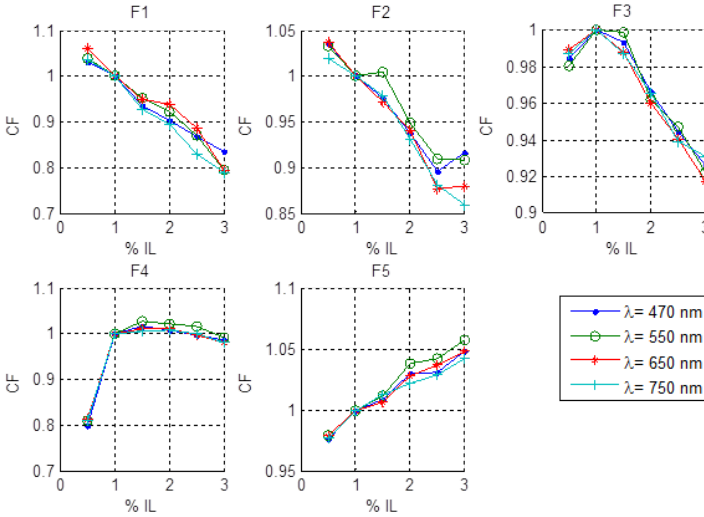 F1
1.1
1
0.9
0.8
0.7
CF
0 1 2 3
% IL
F2
1.05
1
0.95
0.9
0.85
CF
0 1 2 3
% IL
F3
1
0.98
0.96
0.94
0.92
0.9
CF
0 1 2 3
% IL
F4
1.1
1
0.9
0.8
0.7
CF
0 1 2 3
% IL
F5
1.1
1.05
1
0.95
CF
0 1 2 3
% IL
λ= 470 nm
λ= 550 nm
λ= 650 nm
λ= 750 nm